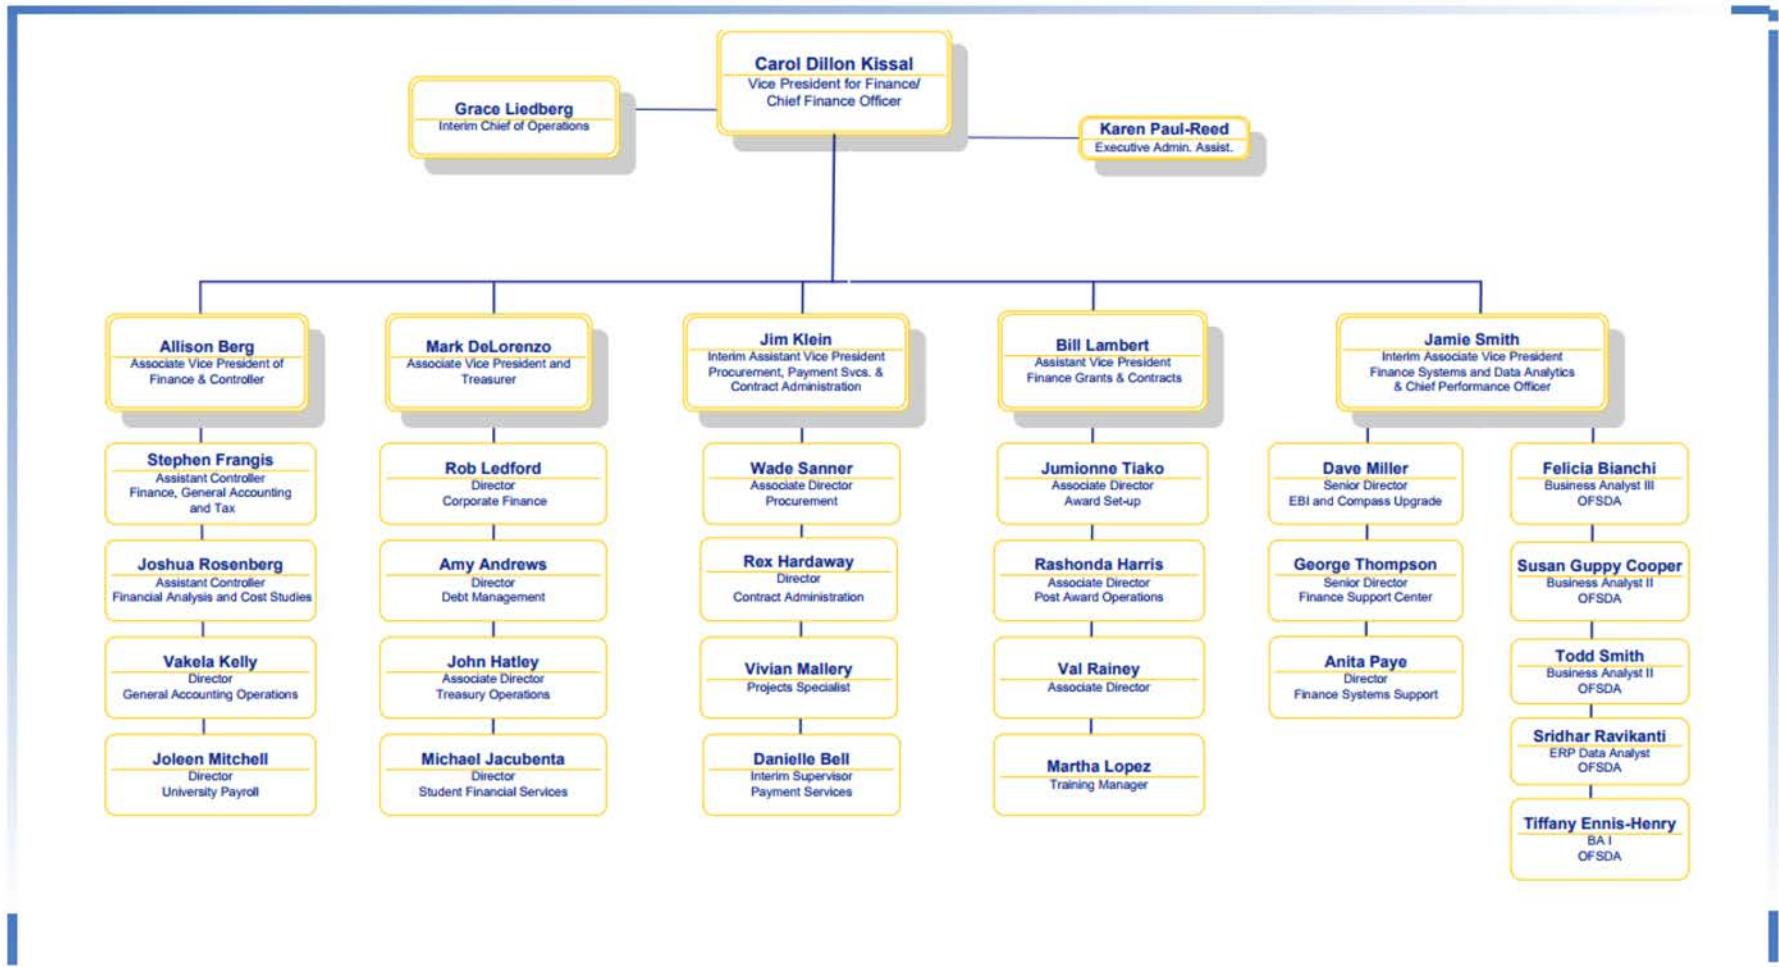 Carol Dillon Kissal
Vice President for Finance/
Chief Finance Officer
Grace Liedberg
Interim Chief of Operations
Karen Paul-Reed
Executive Admin. Assist.
Allison Berg
Associate Vice President of
Finance & Controller
Stephen Frangis
Assistant Controller
Finance, General Accounting
and Tax
Joshua Rosenberg
Assistant Controller
Financial Analysis and Cost Studies
Vakela Kelly
Director
General Accounting Operations
Joleen Mitchell
Director
University Payroll
Mark DeLorenzo
Associate Vice President and
Treasurer
Rob Ledford
Director
Corporate Finance
Amy Andrews
Director
Debt Management
John Hatley
Associate Director
Treasury Operations
Michael Jacubenta
Director
Student Financial Services
Jim Klein
Interim Assistant Vice President
Procurement, Payment Svcs. &
Contract Administration
Wade Sanner
Associate Director
Procurement
Rex Hardaway
Director
Contract Administration
Vivian Mallery
Projects Specialist
Danielle Bell
Interim Supervisor
Payment Services
Bill Lambert
Assistant Vice President
Finance Grants & Contracts
Jumionne Tiako
Associate Director
Award Set-up
Rashonda Harris
Associate Director
Post Award Operations
Val Rainey
Associate Director
Martha Lopez
Training Manager
Jamie Smith
Interim Associate Vice President
Finance Systems and Data Analytics
& Chief Performance Officer
Dave Miller
Senior Director
EBI and Compass Upgrade
George Thompson
Senior Director
Finance Support Center
Anita Paye
Director
Finance Systems Support
Felicia Bianchi
Business Analyst III
OFSDA
Susan Guppy Cooper
Business Analyst II
OFSDA
Todd Smith
Business Analyst II
OFSDA
Sridhar Ravikanti
ERP Data Analyst
OFSDA
Tiffany Ennis-Henry
BA I
OFSDA